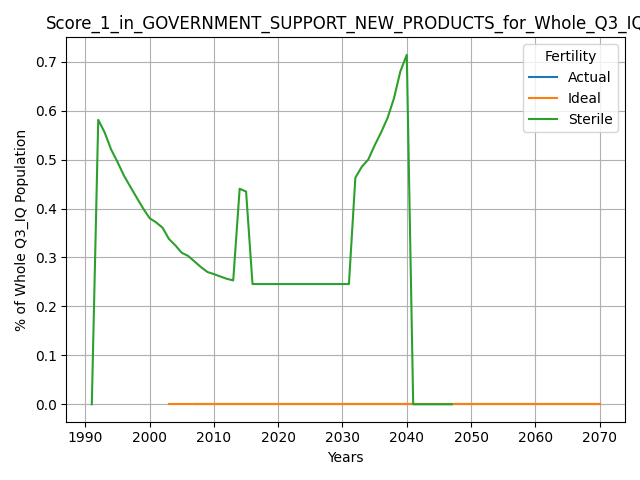 Score_1_in_GOVERNMENT_SUPPORT_NEW_PRODUCTS_for_Whole_Q3_IQ
Fertility
Actual
Ideal
Sterile
% of Whole Q3_IQ Population
0.7
0.6
0.5
0.4
0.3
0.2
0.1
0.0
1990 2000 2010 2020 2030 2040 2050 2060 2070
Years